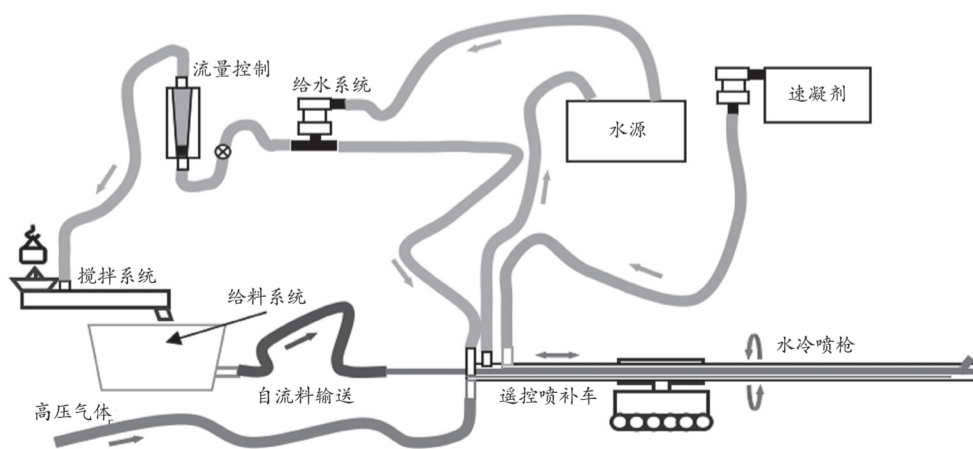 流量控制
给水系统
速凝剂
水源
搅拌系统
给料系统
水冷喷枪
自流料输送
遥控喷补车
高压气体